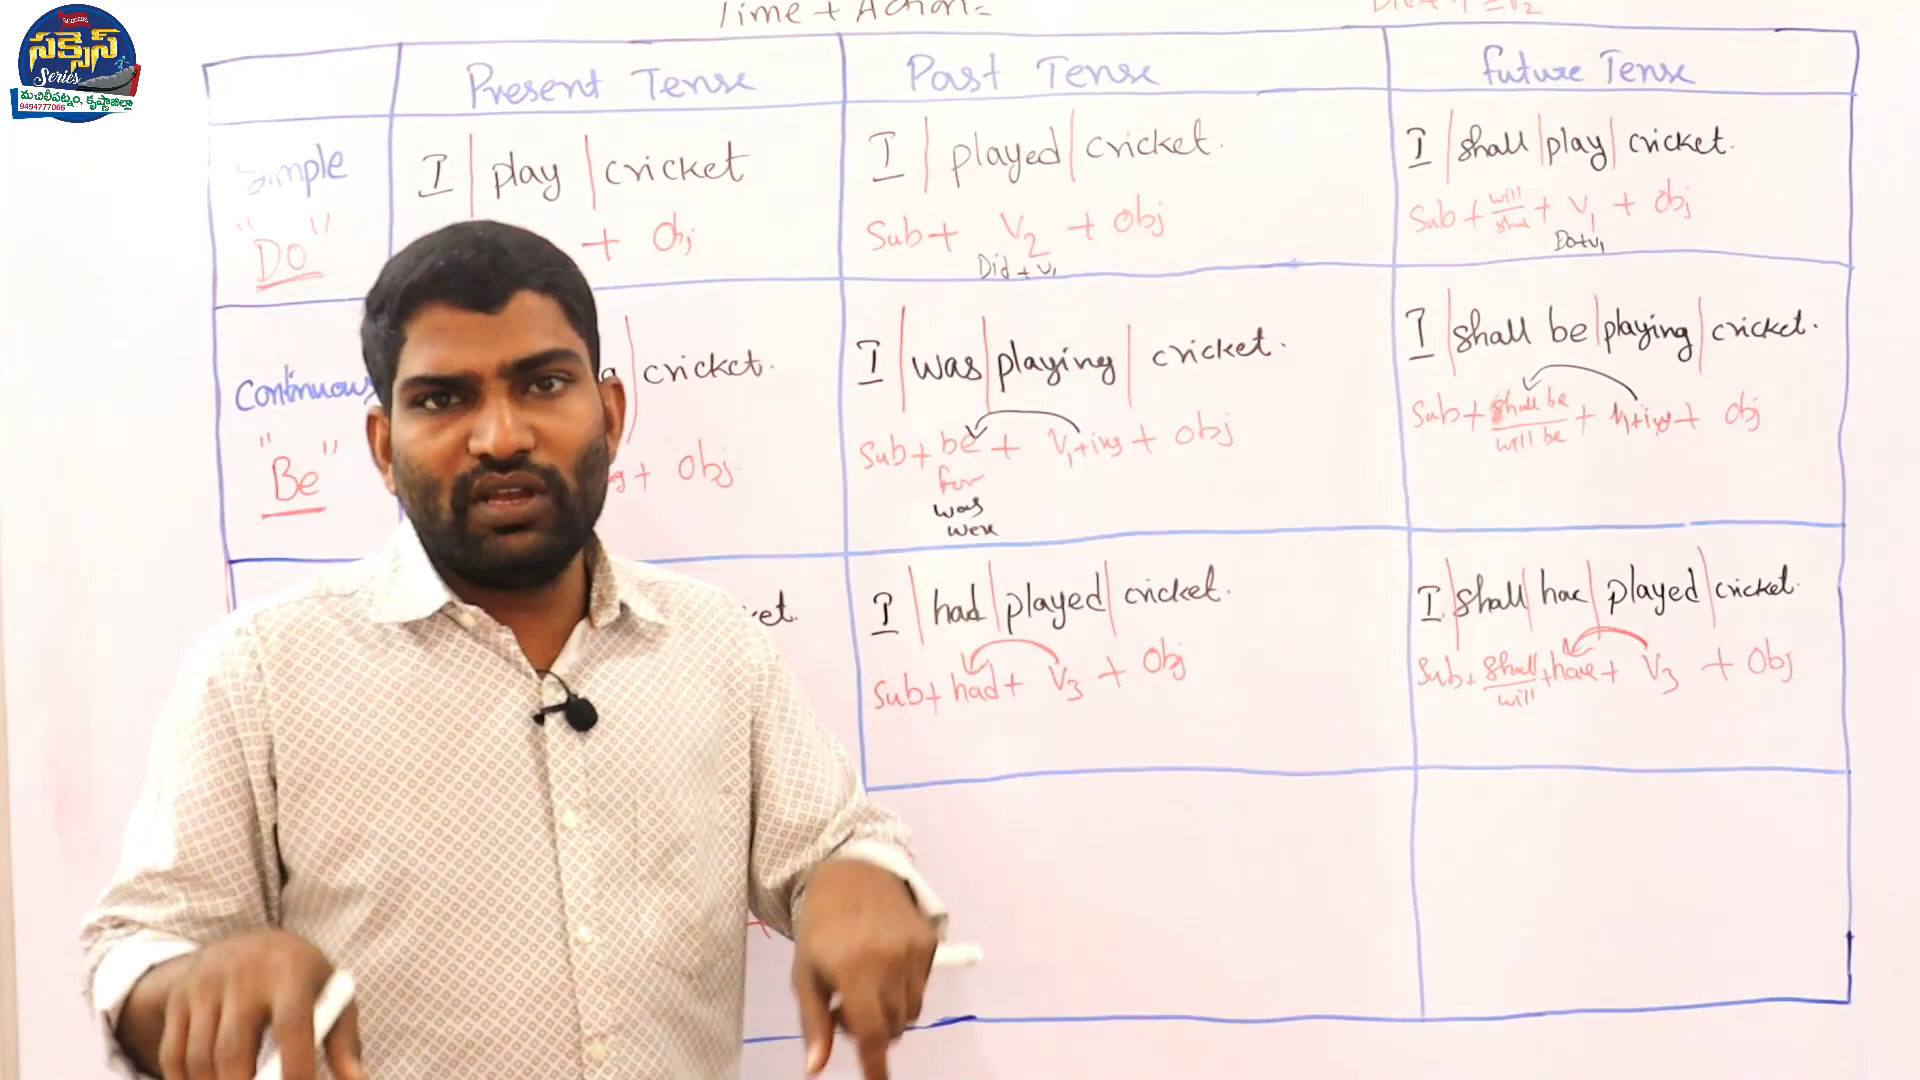 Time + Action =
SUCCESS
సక్సెస్
Series
మచిలీపట్నం, కృష్ణాజిల్లా
9494777006
Present Tense
Past Tense
future Tense
Simple
"Do"
I | play | cricket
+ Obj
I | played | cricket.
Sub + V2 + Obj
Did + V1
I | shall | play | cricket.
Sub + will/shall + V1 + Obj
Do+V1
Continuous
"Be"
cricket.
+ Obj.
I | was | playing | cricket.
Sub + be + V1+ing + Obj
for
was
were
I | shall be | playing | cricket.
Sub + shall be/will be + V1+ing + Obj
ket.
I | had | played | cricket.
Sub + had + V3 + Obj
I | shall | hae | played | cricket.
Sub + shall/will + have + V3 + Obj